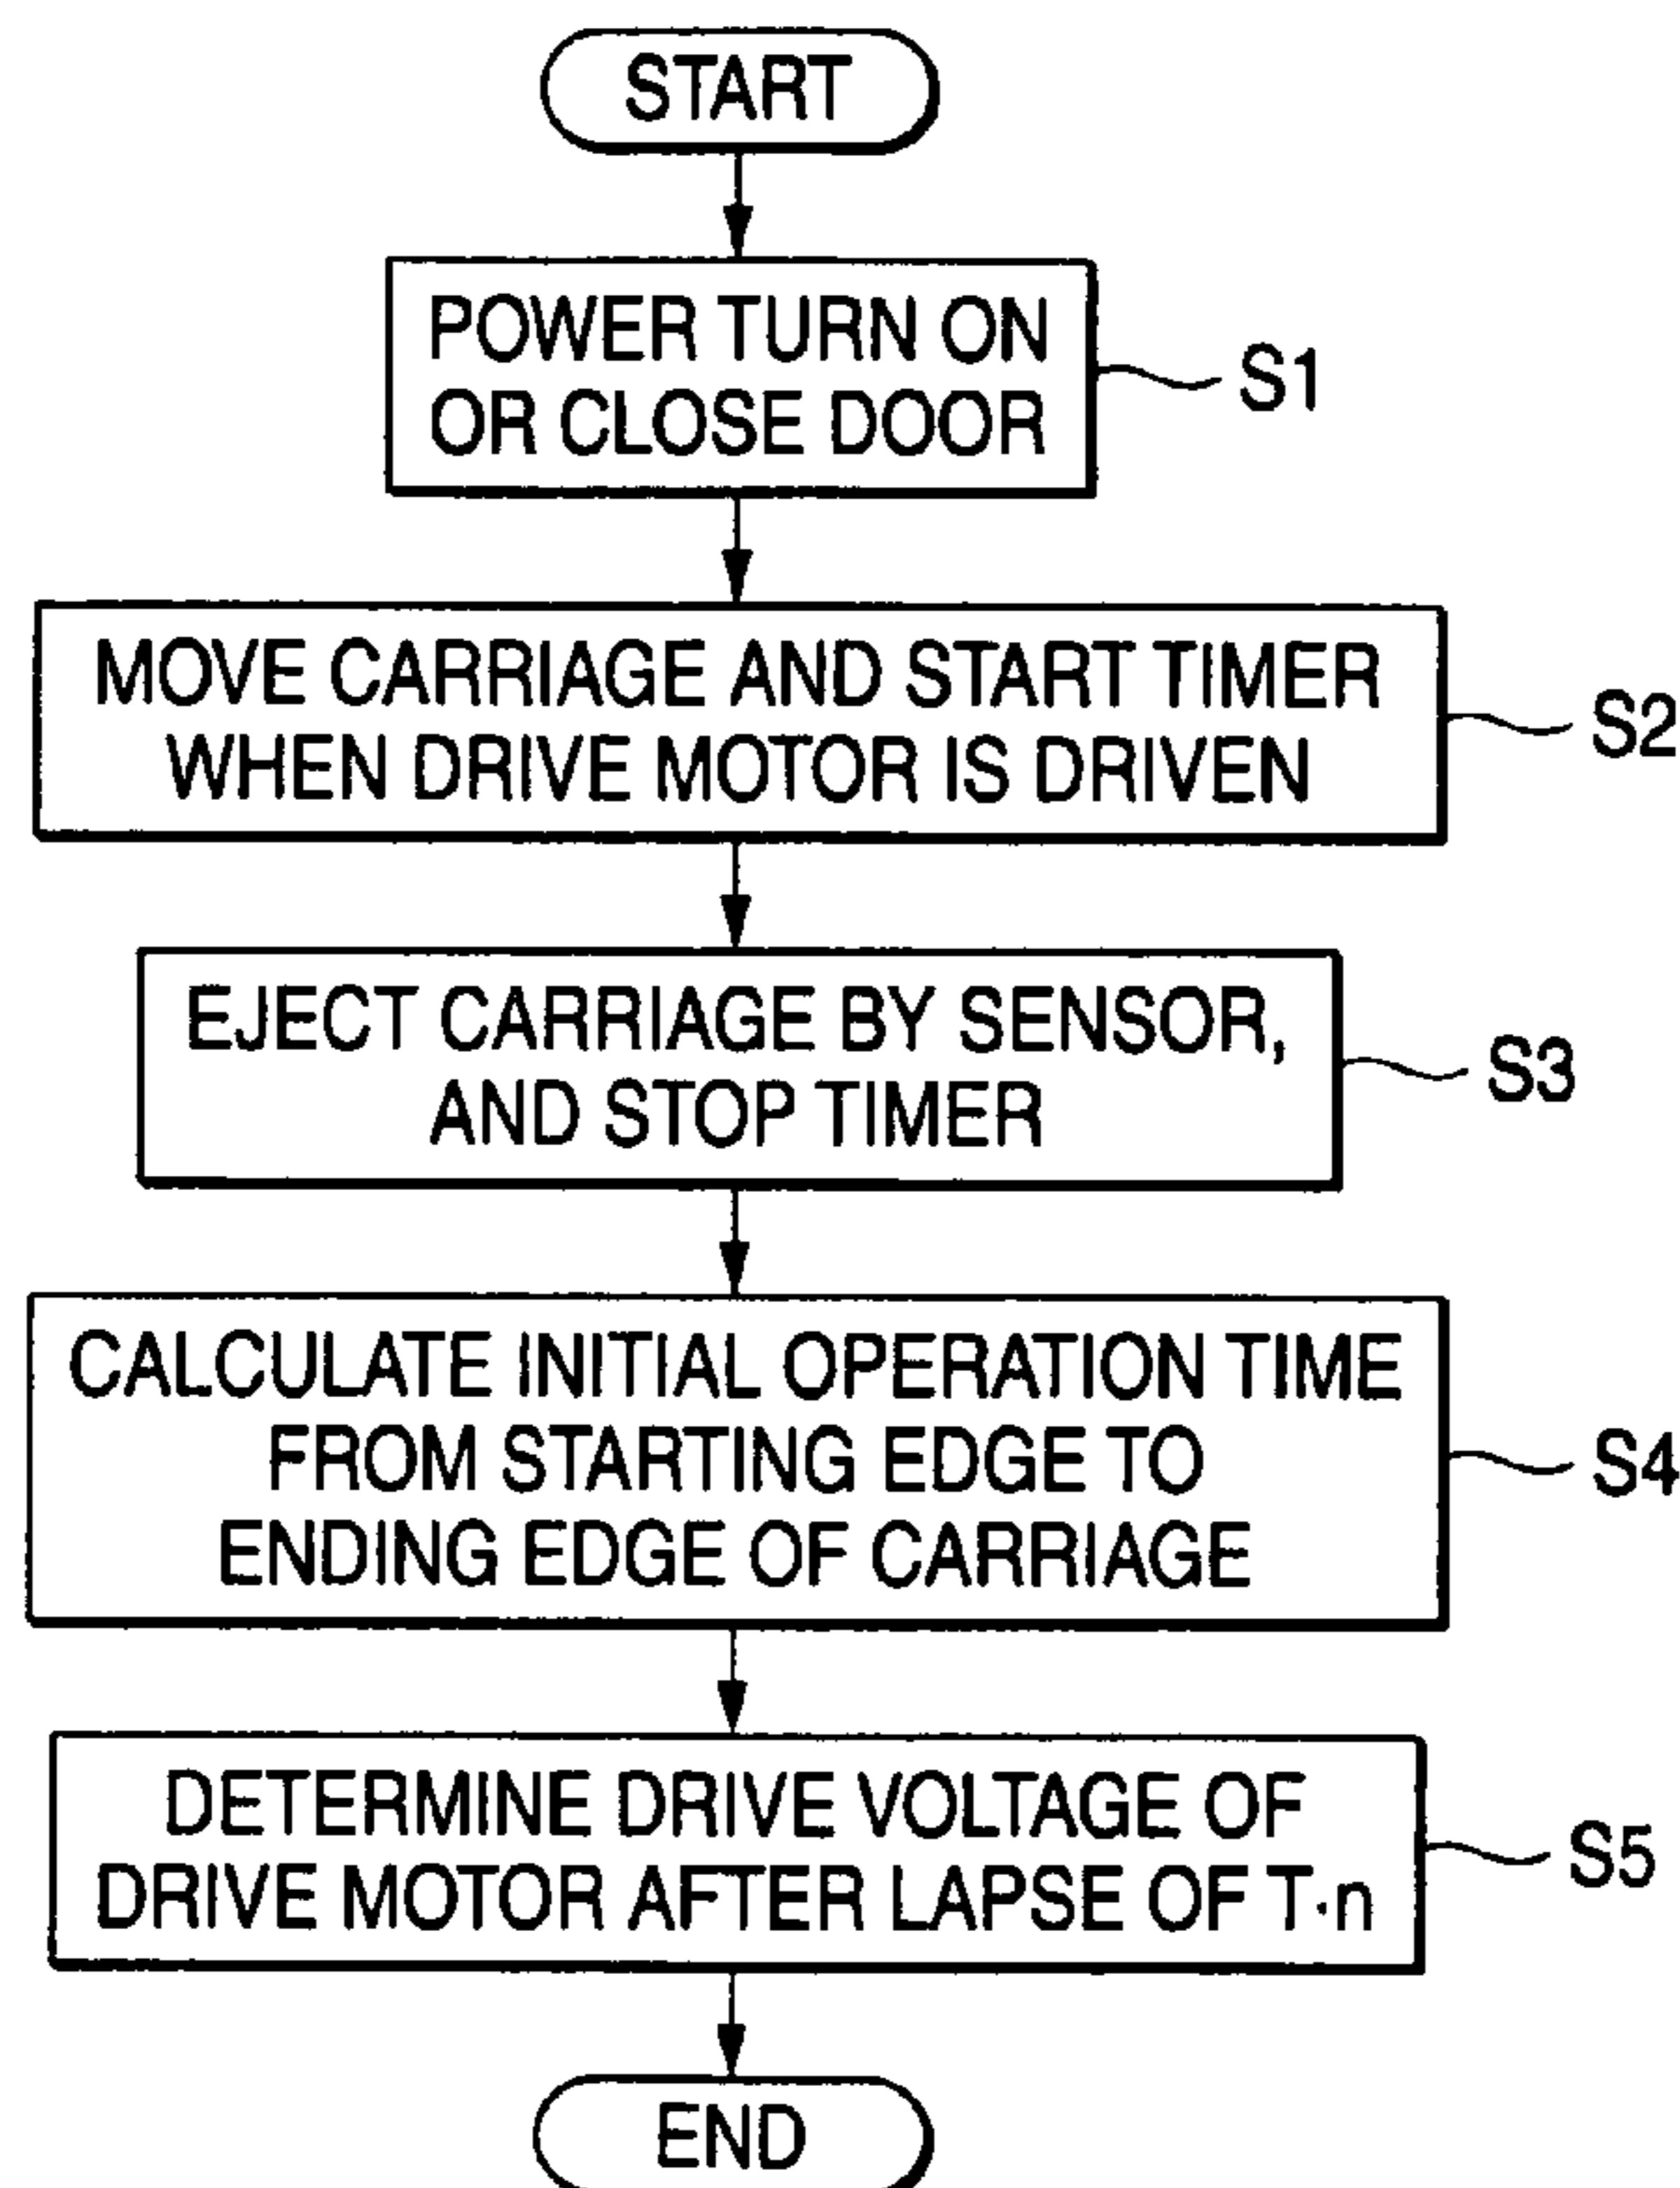 START
POWER TURN ON
OR CLOSE DOOR
S1
MOVE CARRIAGE AND START TIMER
WHEN DRIVE MOTOR IS DRIVEN
S2
EJECT CARRIAGE BY SENSOR,
AND STOP TIMER
S3
CALCULATE INITIAL OPERATION TIME
FROM STARTING EDGE TO
ENDING EDGE OF CARRIAGE
S4
DETERMINE DRIVE VOLTAGE OF
DRIVE MOTOR AFTER LAPSE OF T·n
S5
END